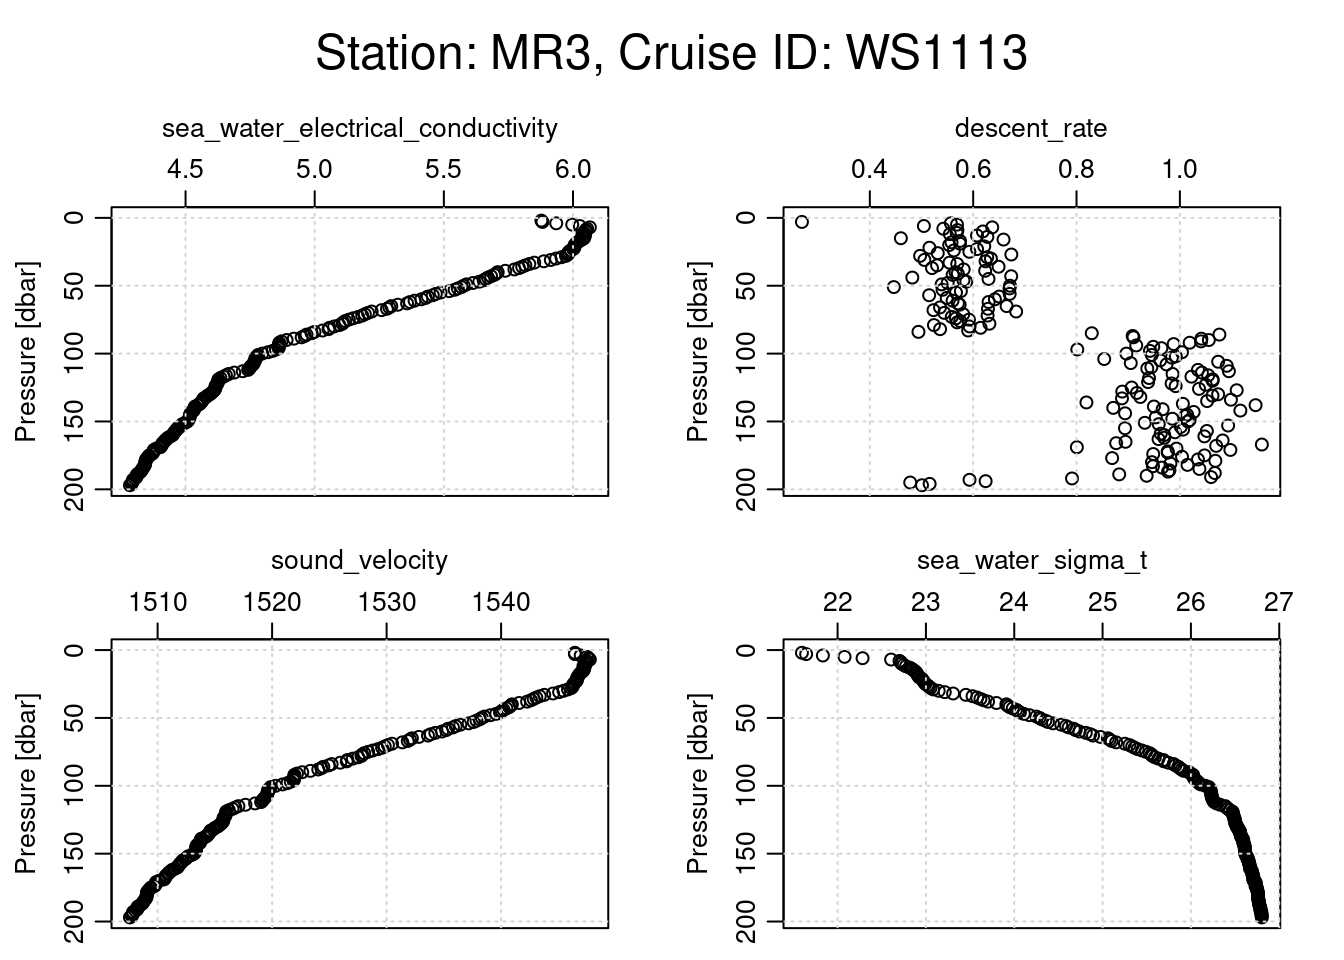 Station: MR3, Cruise ID: WS1113
sea_water_electrical_conductivity
4.5 5.0 5.5 6.0
Pressure [dbar]
0
50
100
150
200
descent_rate
0.4 0.6 0.8 1.0
Pressure [dbar]
0
50
100
150
200
sound_velocity
1510 1520 1530 1540
Pressure [dbar]
0
50
100
150
200
sea_water_sigma_t
22 23 24 25 26 27
Pressure [dbar]
0
50
100
150
200